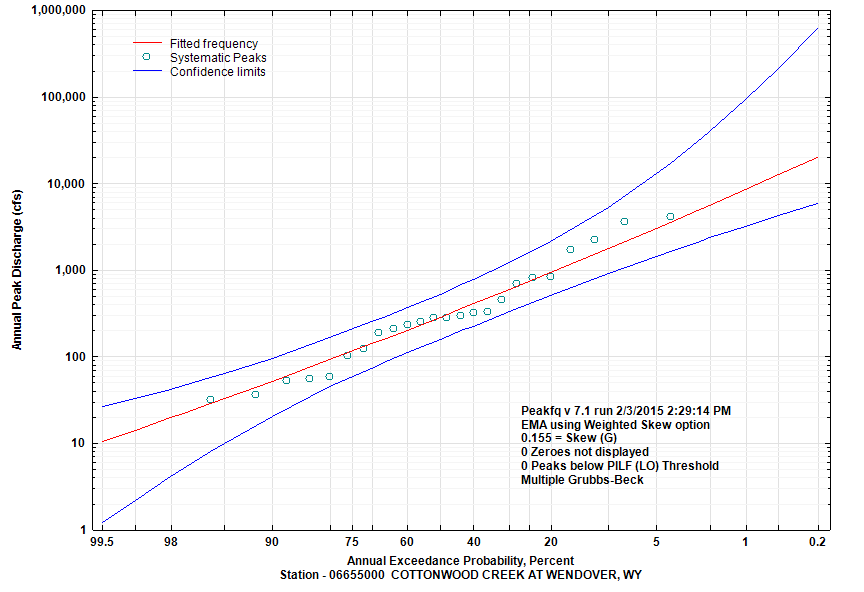 1,000,000
100,000
10,000
1,000
100
10
1
Annual Peak Discharge (cfs)
Fitted frequency
Systematic Peaks
Confidence limits
Peakfq v 7.1 run 2/3/2015 2:29:14 PM
EMA using Weighted Skew option
0.155 = Skew (G)
0 Zeroes not displayed
0 Peaks below PILF (LO) Threshold
Multiple Grubbs-Beck
99.5 98 90 75 60 40 20 5 1 0.2
Annual Exceedance Probability, Percent
Station - 06655000 COTTONWOOD CREEK AT WENDOVER, WY